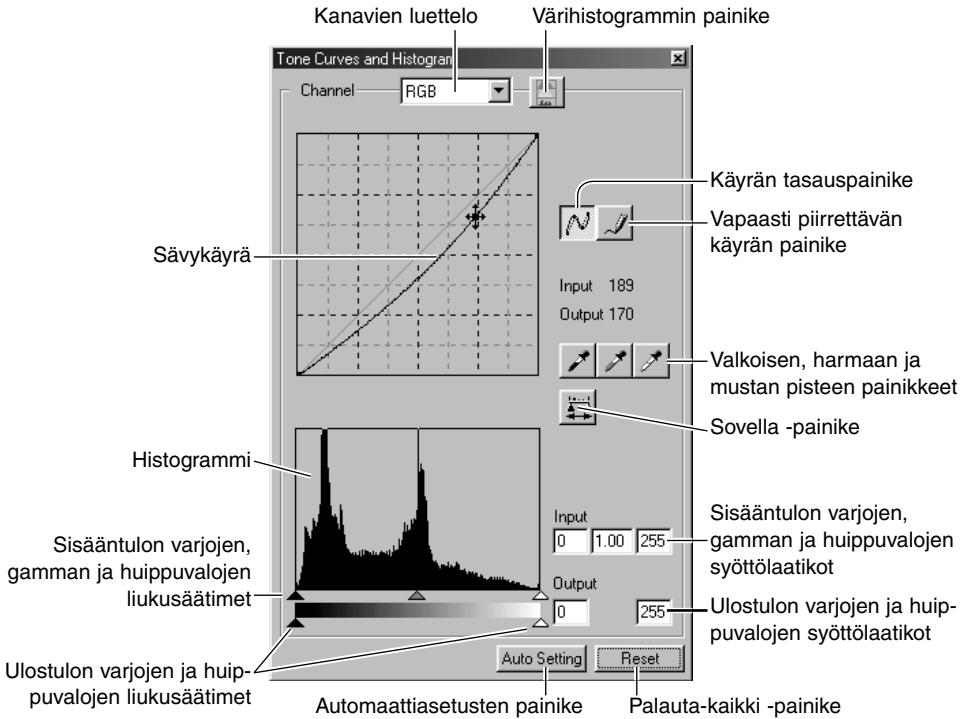 Kanavien luettelo
Värihistogrammin painike
Tone Curves and Histogram
Channel
RGB
Käyrän tasauspainike
Vapaasti piirrettävän
käyrän painike
Sävykäyrä
Input 189
Output 170
Valkoisen, harmaan ja
mustan pisteen painikkeet
Sovella -painike
Histogrammi
Input
0 1.00 255
Sisääntulon varjojen,
gamman ja huippuvalojen
syöttölaatikot
Sisääntulon varjojen,
gamman ja huippuvalojen
liukusäätimet
Output
0 255
Ulostulon varjojen ja huip-
puvalojen syöttölaatikot
Ulostulon varjojen ja huip-
puvalojen liukusäätimet
Auto Setting
Reset
Automaattiasetusten painike
Palauta-kaikki -painike